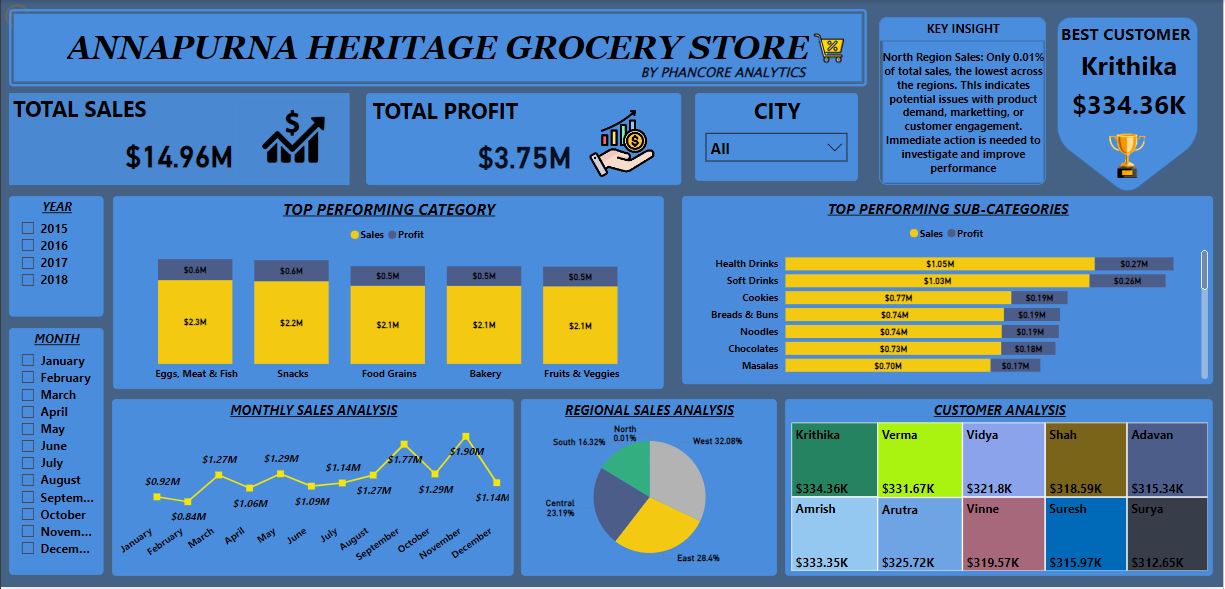 ANNAPURNA HERITAGE GROCERY STORE
BY PHANCORE ANALYTICS
KEY INSIGHT
North Region Sales: Only 0.01%
of total sales, the lowest across
the regions. This indicates
potential issues with product
demand, marketting, or
customer engagement.
Immediate action is needed to
investigate and improve
performance
BEST CUSTOMER
Krithika
$334.36K
TOTAL SALES
$14.96M
TOTAL PROFIT
$3.75M
CITY
All
YEAR
2015
2016
2017
2018
MONTH
January
February
March
April
May
June
July
August
Septem...
October
Novem...
Decem...
TOP PERFORMING CATEGORY
Sales Profit
$0.6M $0.6M $0.5M $0.5M $0.5M
$2.3M $2.2M $2.1M $2.1M $2.1M
Eggs, Meat & Fish Snacks Food Grains Bakery Fruits & Veggies
TOP PERFORMING SUB-CATEGORIES
Sales Profit
Health Drinks $1.05M $0.27M
Soft Drinks $1.03M $0.26M
Cookies $0.77M $0.19M
Breads & Buns $0.74M $0.19M
Noodles $0.74M $0.19M
Chocolates $0.73M $0.18M
Masalas $0.70M $0.17M
MONTHLY SALES ANALYSIS
$0.92M $0.84M $1.27M $1.06M $1.29M $1.09M $1.14M $1.27M $1.77M $1.29M $1.90M $1.14M
January February March April May June July August September October November December
REGIONAL SALES ANALYSIS
North
0.01%
South 16.32%
West 32.08%
Central
23.19%
East 28.4%
CUSTOMER ANALYSIS
Krithika Verma Vidya Shah Adavan
$334.36K $331.67K $321.8K $318.59K $315.34K
Amrish Arutra Vinne Suresh Surya
$333.35K $325.72K $319.57K $315.97K $312.65K